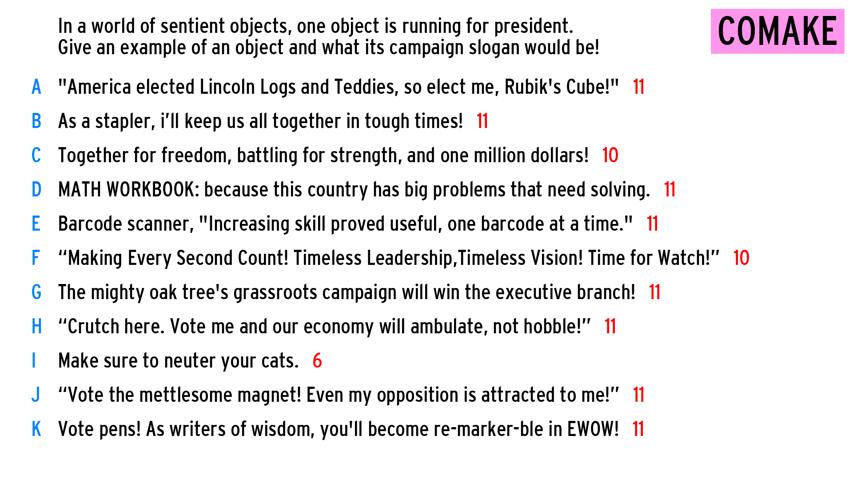 In a world of sentient objects, one object is running for president.
Give an example of an object and what its campaign slogan would be!
COMAKE
A "America elected Lincoln Logs and Teddies, so elect me, Rubik's Cube!" 11
B As a stapler, i’ll keep us all together in tough times! 11
C Together for freedom, battling for strength, and one million dollars! 10
D MATH WORKBOOK: because this country has big problems that need solving. 11
E Barcode scanner, "Increasing skill proved useful, one barcode at a time." 11
F “Making Every Second Count! Timeless Leadership,Timeless Vision! Time for Watch!” 10
G The mighty oak tree's grassroots campaign will win the executive branch! 11
H “Crutch here. Vote me and our economy will ambulate, not hobble!” 11
I Make sure to neuter your cats. 6
J “Vote the mettlesome magnet! Even my opposition is attracted to me!” 11
K Vote pens! As writers of wisdom, you'll become re-marker-ble in EWOW! 11